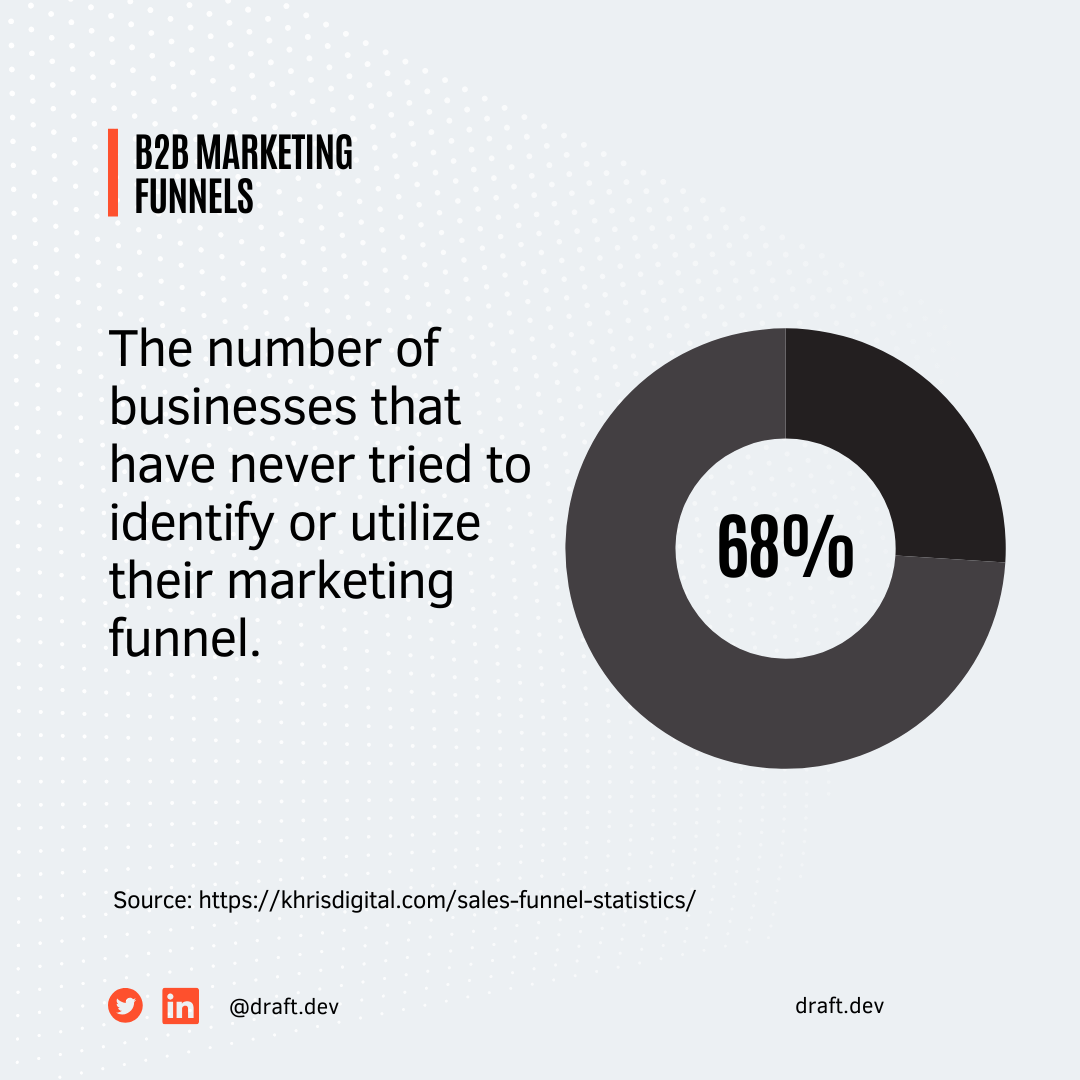 B2B MARKETING
FUNNELS
The number of
businesses that
have never tried to
identify or utilize
their marketing
funnel.
68%
Source: https://khrisdigital.com/sales-funnel-statistics/
in
@draft.dev
draft.dev